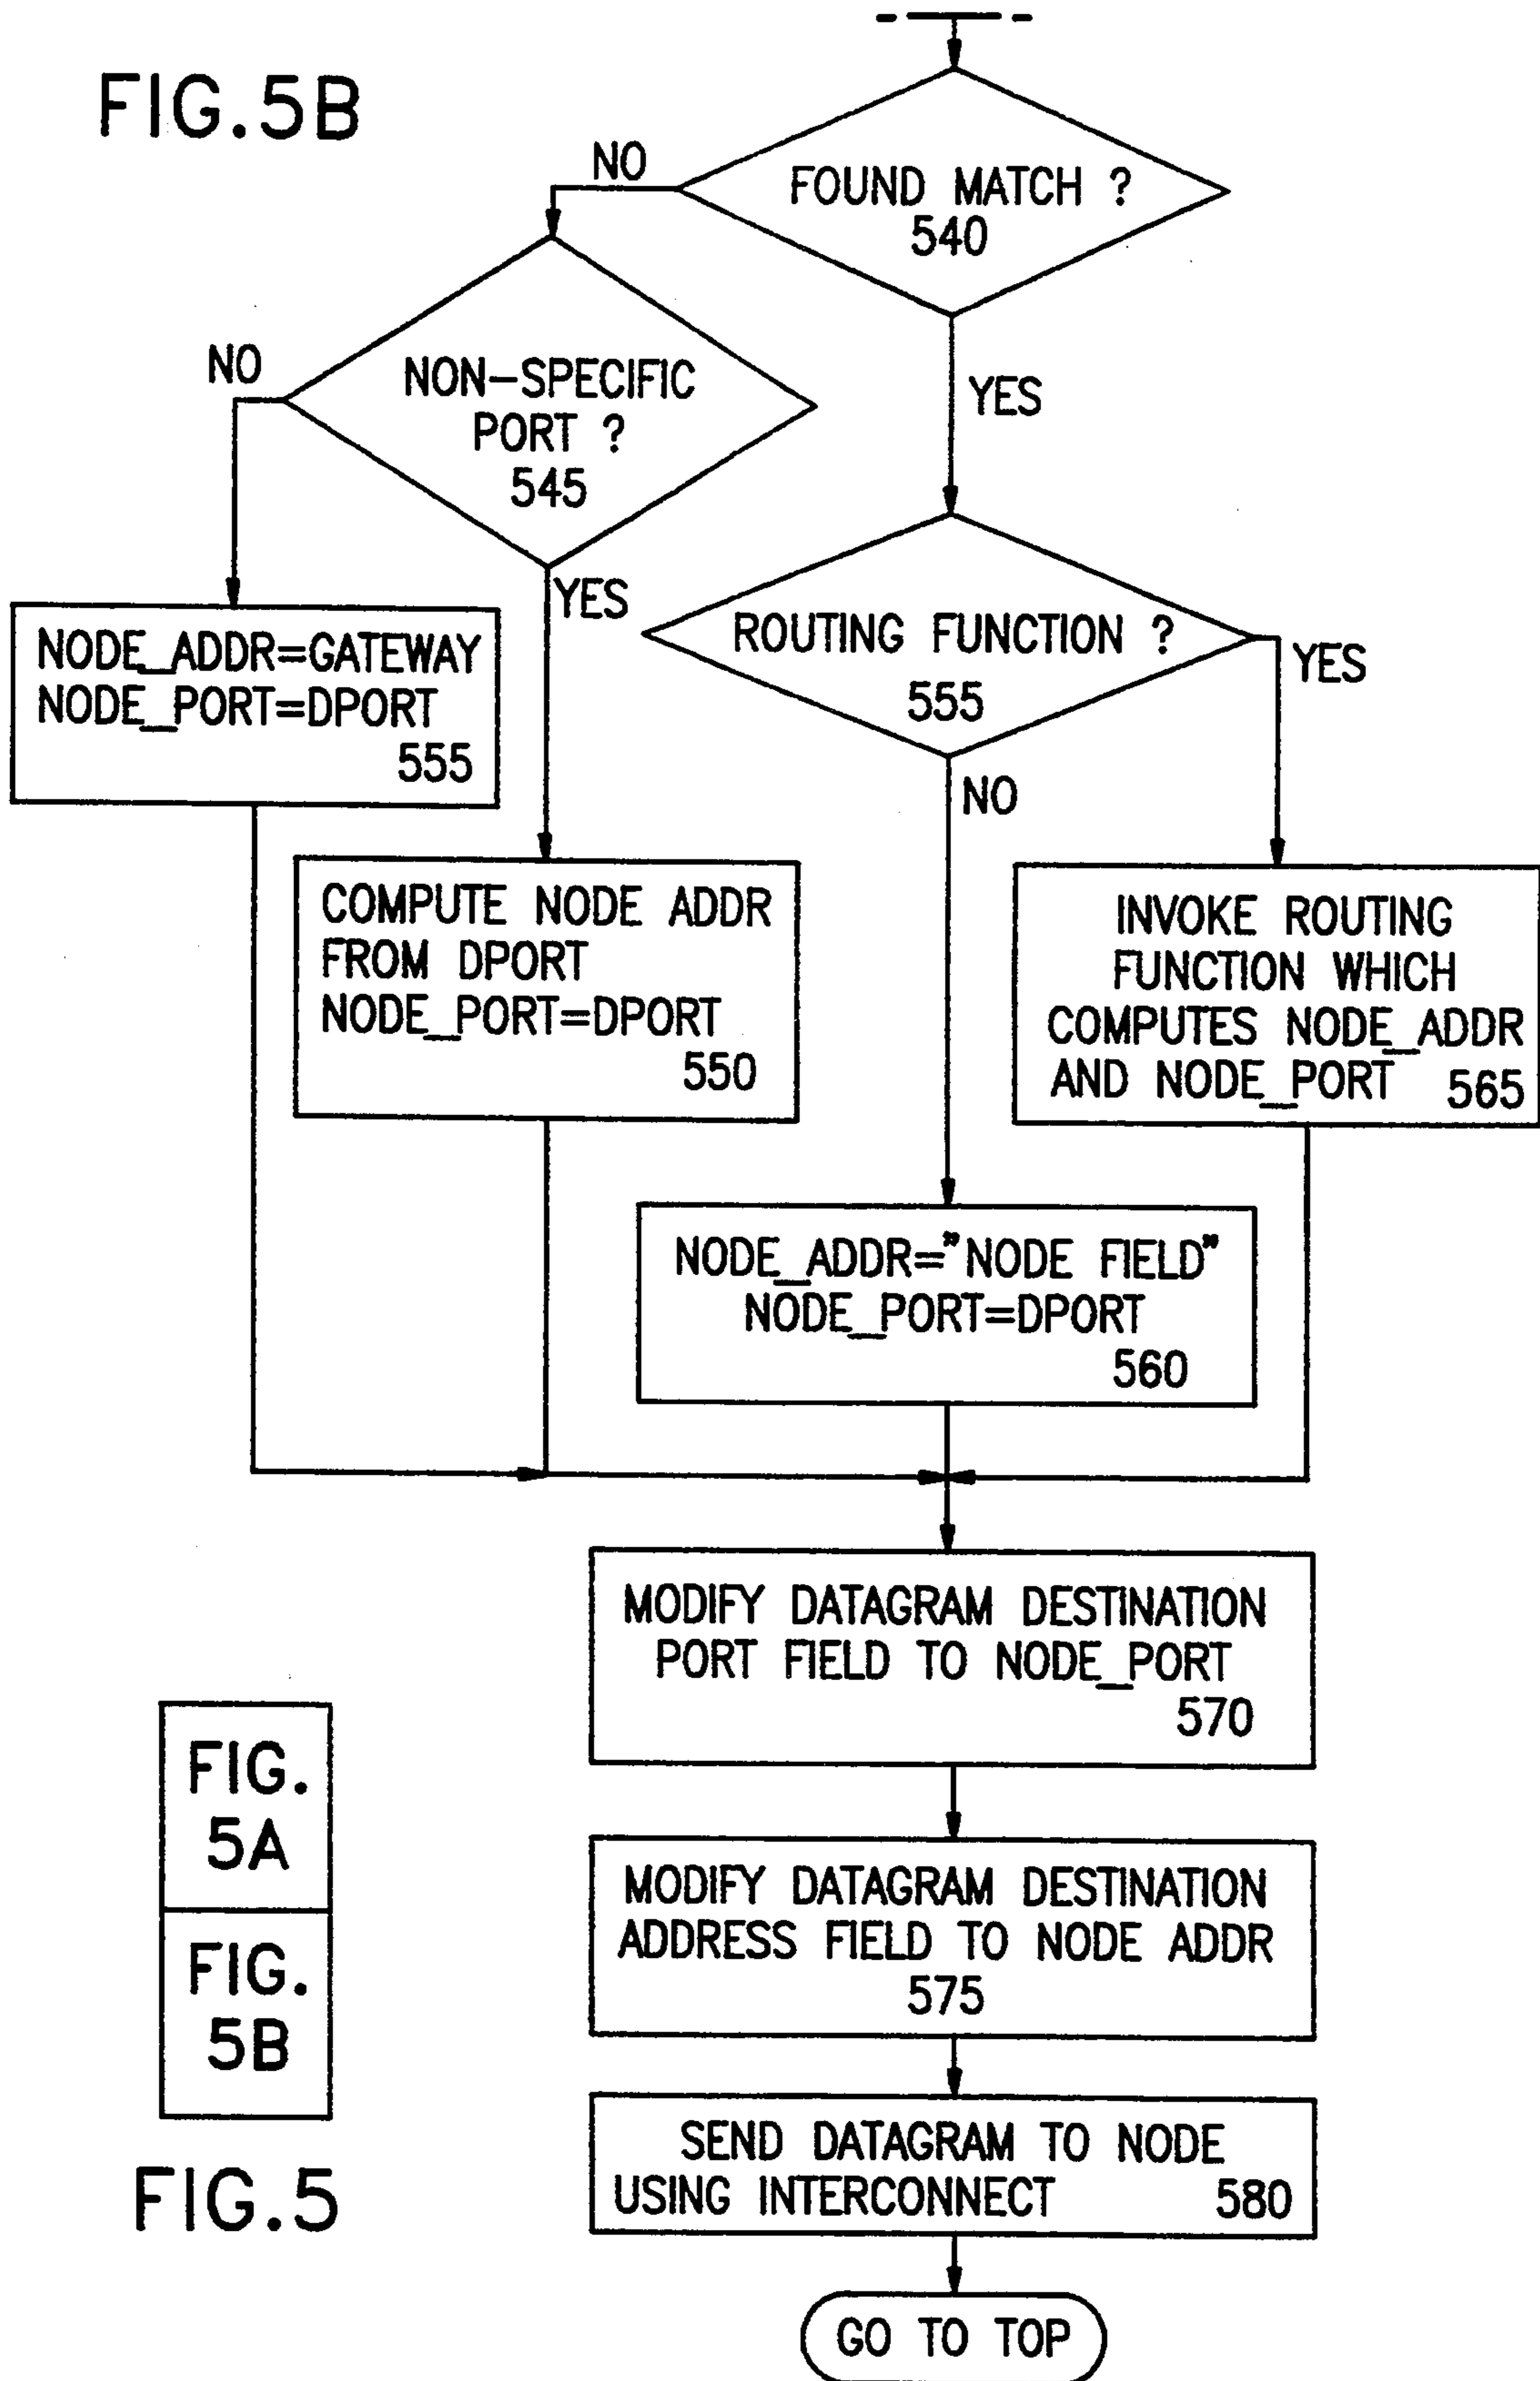 FIG.5B
FOUND MATCH ?
540
NO
YES
NON-SPECIFIC
PORT ?
545
NO
YES
ROUTING FUNCTION ?
555
YES
NO
NODE_ADDR=GATEWAY
NODE_PORT=DPORT
555
COMPUTE NODE ADDR
FROM DPORT
NODE_PORT=DPORT
550
INVOKE ROUTING
FUNCTION WHICH
COMPUTES NODE_ADDR
AND NODE_PORT 565
NODE_ADDR="NODE FIELD"
NODE_PORT=DPORT
560
MODIFY DATAGRAM DESTINATION
PORT FIELD TO NODE_PORT
570
MODIFY DATAGRAM DESTINATION
ADDRESS FIELD TO NODE ADDR
575
SEND DATAGRAM TO NODE
USING INTERCONNECT 580
GO TO TOP
FIG.
5A
FIG.
5B
FIG.5